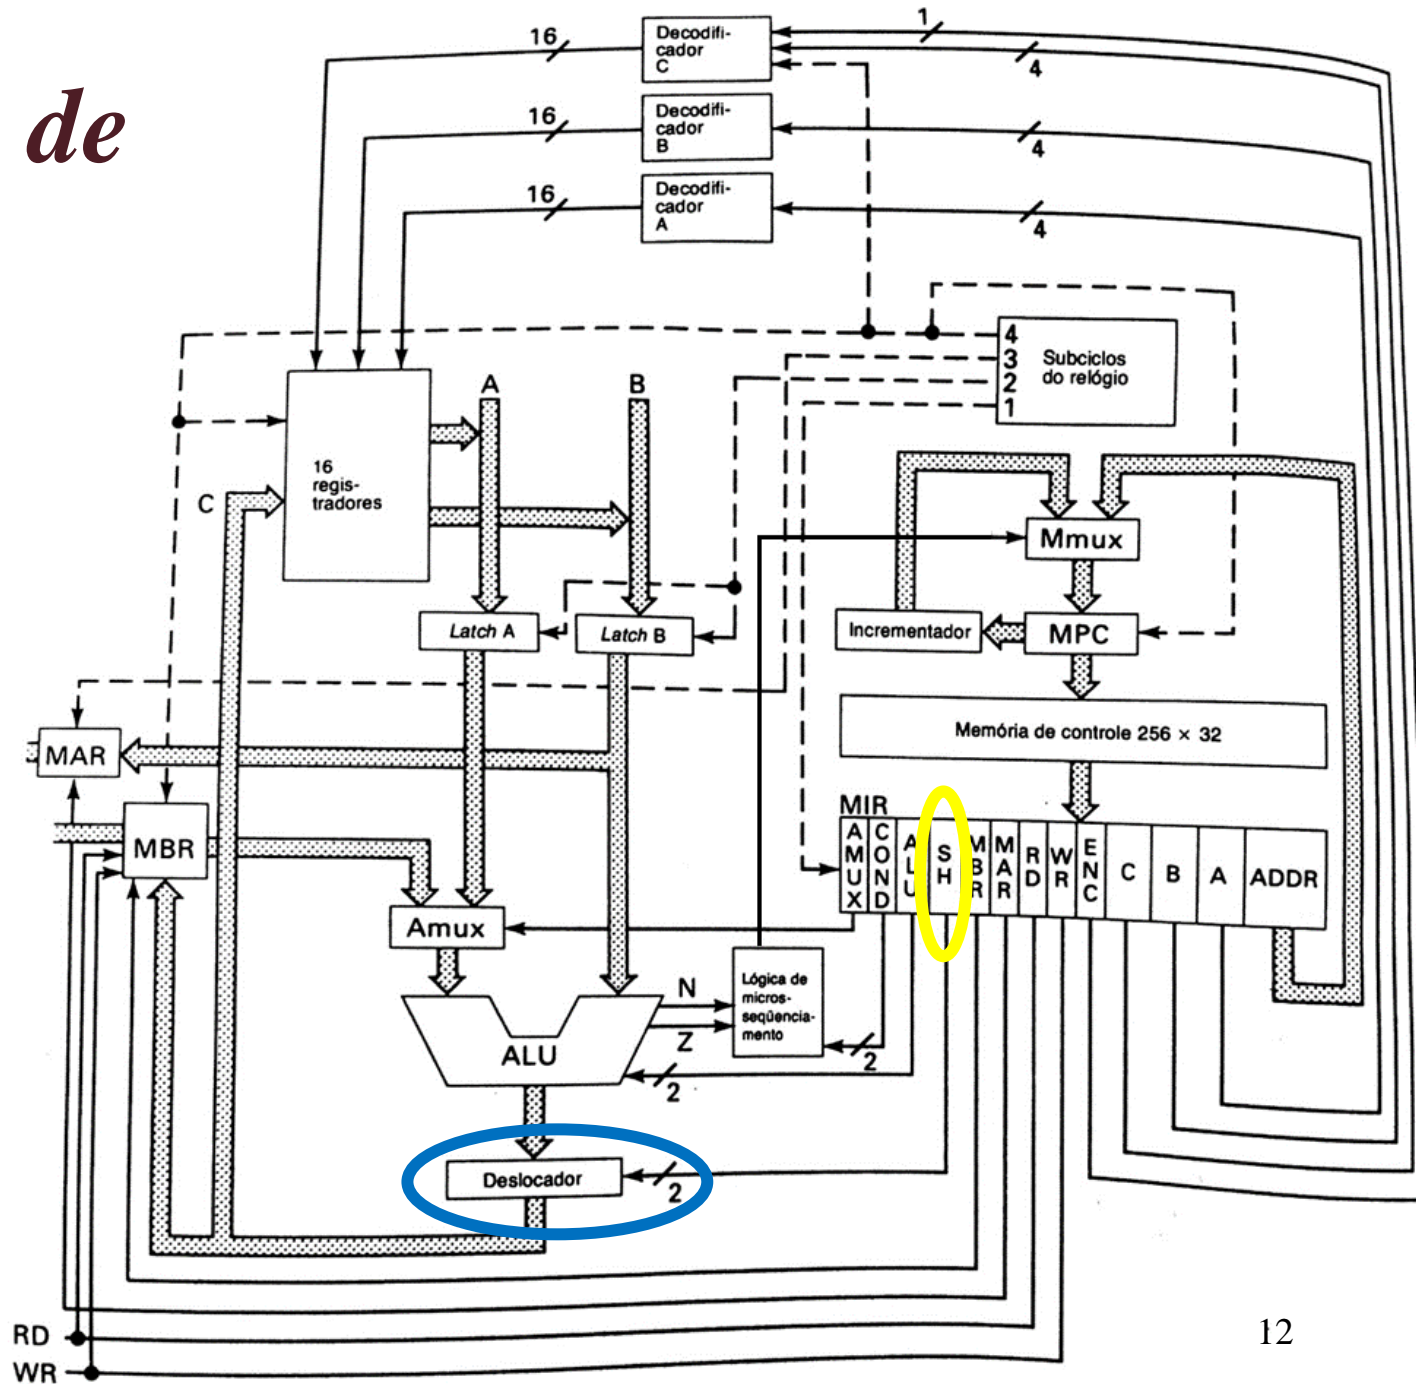 de
1
16
Decodifi-
cador
C
4
16
Decodifi-
cador
B
4
16
Decodifi-
cador
A
4
4
3
2
1
Subciclos
do relógio
A
B
16
regis-
tradores
C
Mmux
Latch A
Latch B
Incrementador
MPC
Memória de controle 256 × 32
MAR
MBR
MIR
AMUX
COND
ALU
SH
MBR
MAR
RD
WR
ENC
C
B
A
ADDR
Amux
N
Z
Lógica de
micros-
seqüencia-
mento
2
ALU
2
Deslocador
2
RD
WR
12